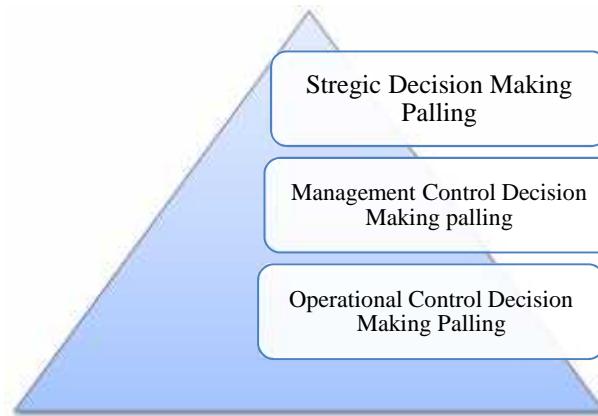 Stregic Decision Making
Palling
Management Control Decision
Making palling
Operational Control Decision
Making Palling